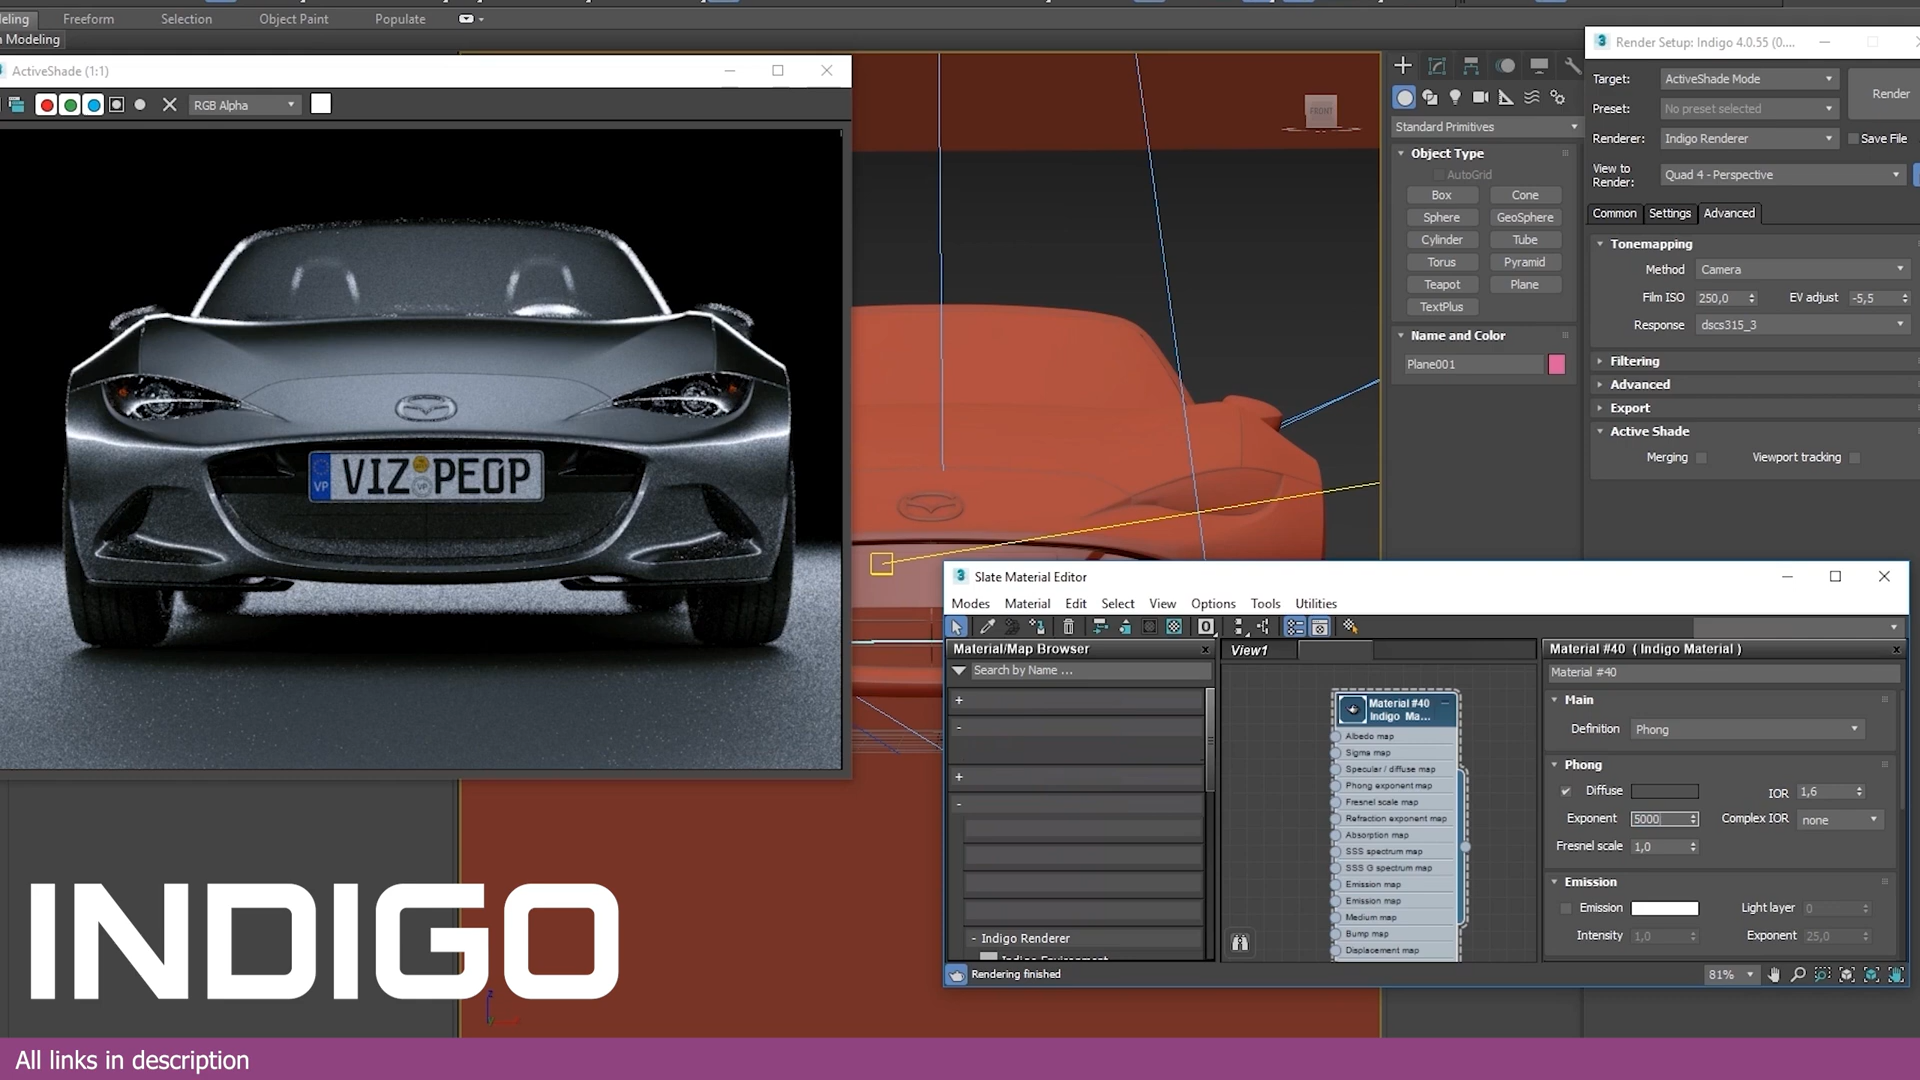 eling
Freeform
Selection
Object Paint
Populate
n Modeling
ActiveShade (1:1)
RGB Alpha
VIZ PEOP
VP
VP
FRONT
Standard Primitives
Object Type
AutoGrid
Box
Cone
Sphere
GeoSphere
Cylinder
Tube
Torus
Pyramid
Teapot
Plane
TextPlus
Name and Color
Plane001
Render Setup: Indigo 4.0.55 (0....
Target:
ActiveShade Mode
Render
Preset:
No preset selected
Renderer:
Indigo Renderer
Save File
View to
Render:
Quad 4 - Perspective
Common
Settings
Advanced
Tonemapping
Method
Camera
Film ISO
250,0
EV adjust
-5,5
Response
dscs315_3
Filtering
Advanced
Export
Active Shade
Merging
Viewport tracking
Slate Material Editor
Modes
Material
Edit
Select
View
Options
Tools
Utilities
Material/Map Browser
Search by Name ...
- Indigo Renderer
Indigo Environment
Rendering finished
View1
Material #40
Indigo Ma...
Albedo map
Sigma map
Specular / diffuse map
Phong exponent map
Fresnel scale map
Refraction exponent map
Absorption map
SSS spectrum map
SSS G spectrum map
Emission map
Emission map
Medium map
Bump map
Displacement map
Material #40 ( Indigo Material )
Material #40
Main
Definition
Phong
Phong
Diffuse
IOR
1,6
Exponent
5000
Complex IOR
none
Fresnel scale
1,0
Emission
Emission
Light layer
0
Intensity
1,0
Exponent
25,0
81%
INDIGO
All links in description